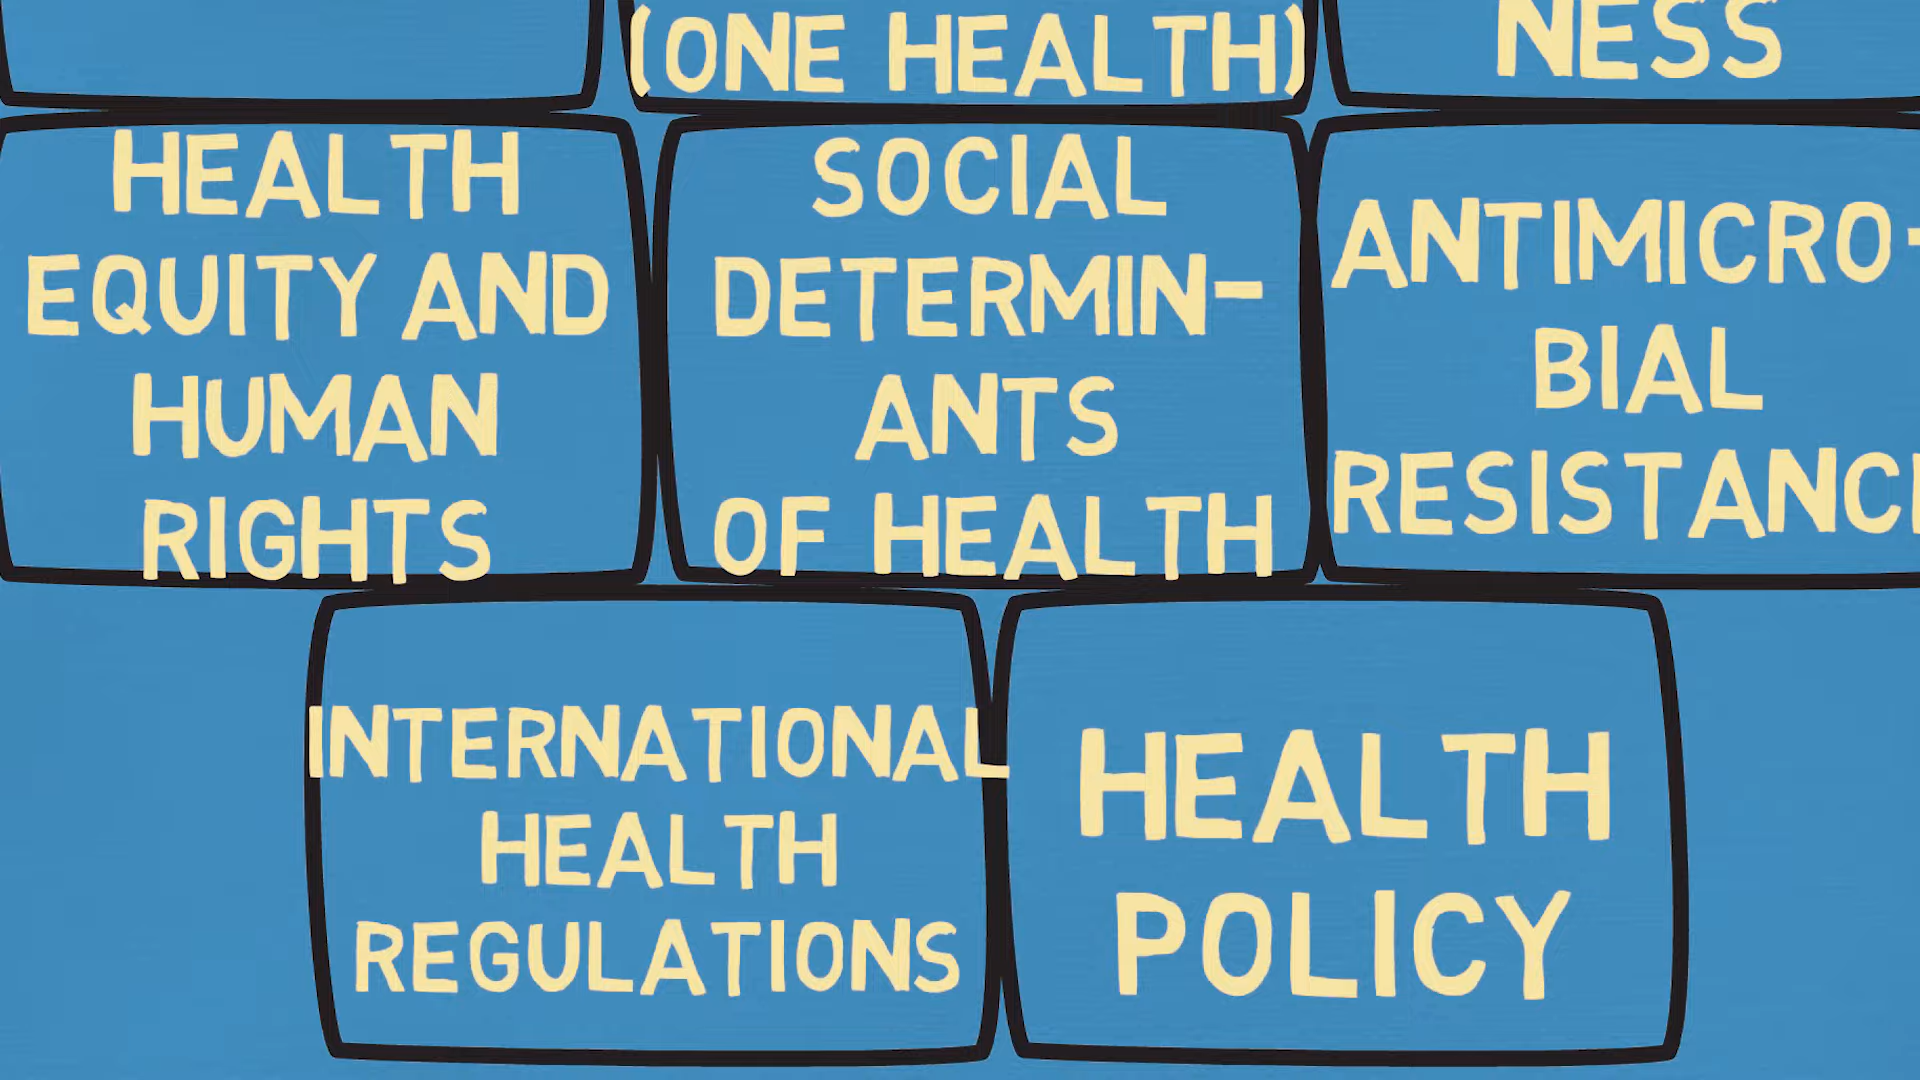 (ONE HEALTH)
NESS
HEALTH
EQUITY AND
HUMAN
RIGHTS
SOCIAL
DETERMIN-
ANTS
OF HEALTH
ANTIMICRO-
BIAL
RESISTANCE
INTERNATIONAL
HEALTH
REGULATIONS
HEALTH
POLICY